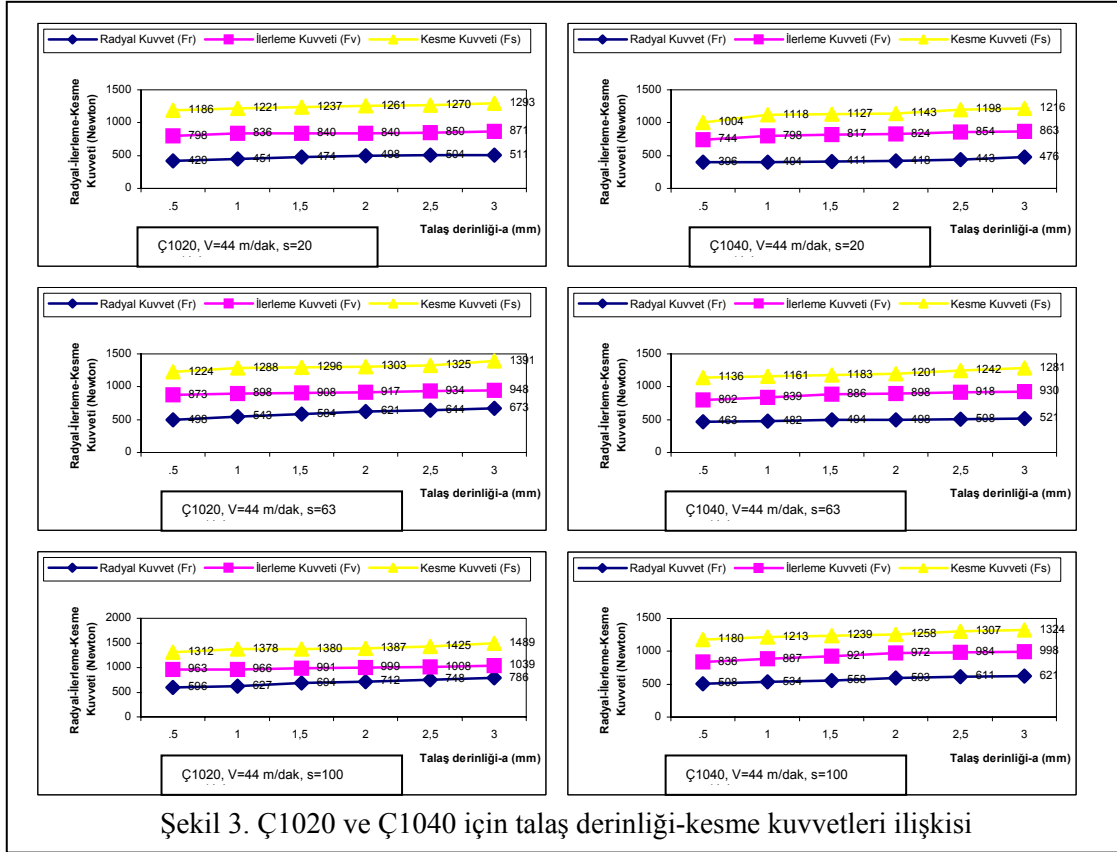 Radyal Kuvvet (Fr) İlerleme Kuvveti (Fv) Kesme Kuvveti (Fs)
Radyal-İlerleme-Kesme
Kuvveti (Newton)
1500
1000
500
0
1186 1221 1237 1261 1270 1293
798 836 840 840 850 871
420 451 474 498 504 511
.5 1 1,5 2 2,5 3
Talaş derinliği-a (mm)
Ç1020, V=44 m/dak, s=20
Radyal Kuvvet (Fr) İlerleme Kuvveti (Fv) Kesme Kuvveti (Fs)
Radyal-İlerleme-Kesme
Kuvveti (Newton)
1500
1000
500
0
1004 1118 1127 1143 1198 1216
744 798 817 824 854 863
396 404 411 418 443 476
.5 1 1,5 2 2,5 3
Talaş derinliği-a (mm)
Ç1040, V=44 m/dak, s=20
Radyal Kuvvet (Fr) İlerleme Kuvveti (Fv) Kesme Kuvveti (Fs)
Radyal-İlerleme-Kesme
Kuvveti (Newton)
1500
1000
500
0
1224 1288 1296 1303 1325 1391
873 898 908 917 934 948
498 543 584 621 644 673
.5 1 1,5 2 2,5 3
Talaş derinliği-a (mm)
Ç1020, V=44 m/dak, s=63
Radyal Kuvvet (Fr) İlerleme Kuvveti (Fv) Kesme Kuvveti (Fs)
Radyal-İlerleme-Kesme
Kuvveti (Newton)
1500
1000
500
0
1136 1161 1183 1201 1242 1281
802 839 886 898 918 930
463 482 494 498 508 521
.5 1 1,5 2 2,5 3
Talaş derinliği-a (mm)
Ç1040, V=44 m/dak, s=63
Radyal Kuvvet (Fr) İlerleme Kuvveti (Fv) Kesme Kuvveti (Fs)
Radyal-İlerleme-Kesme
Kuvveti (Newton)
2000
1500
1000
500
0
1312 1378 1380 1387 1425 1489
963 966 991 999 1008 1039
596 627 694 712 748 786
.5 1 1,5 2 2,5 3
Talaş derinliği-a (mm)
Ç1020, V=44 m/dak, s=100
Radyal Kuvvet (Fr) İlerleme Kuvveti (Fv) Kesme Kuvveti (Fs)
Radyal-İlerleme-Kesme
Kuvveti (Newton)
1500
1000
500
0
1180 1213 1239 1258 1307 1324
836 887 921 972 984 998
508 534 558 593 611 621
.5 1 1,5 2 2,5 3
Talaş derinliği-a (mm)
Ç1040, V=44 m/dak, s=100
Şekil 3. Ç1020 ve Ç1040 için talaş derinliği-kesme kuvvetleri ilişkisi